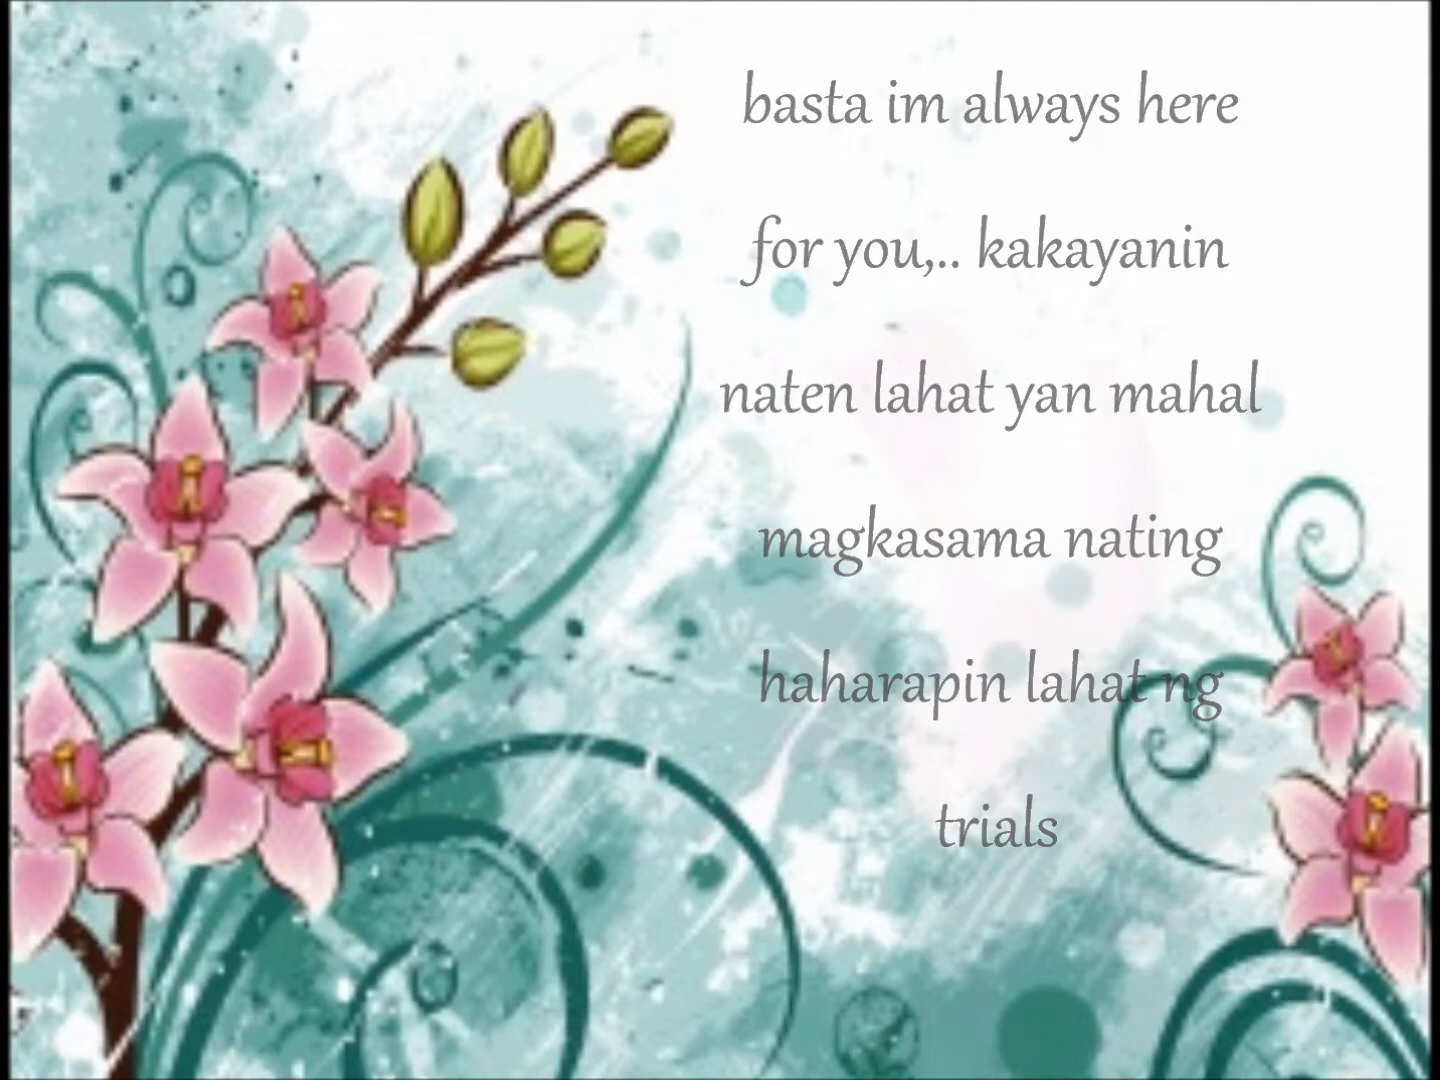 basta im always here
for you,.. kakayanin
naten lahat yan mahal
magkasama nating
haharapin lahat ng
trials